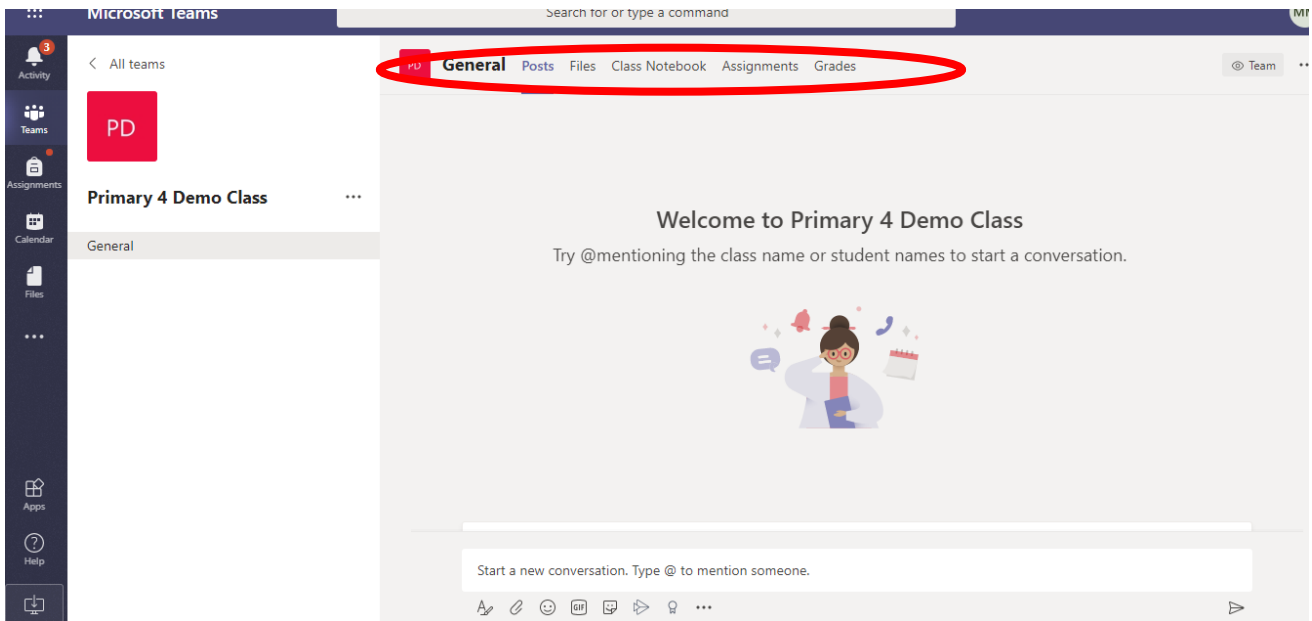 Microsoft Teams
Search for or type a command
MM
3
Activity
Teams
Assignments
Calendar
Files
Apps
Help
All teams
PD
Primary 4 Demo Class
General
PD General Posts Files Class Notebook Assignments Grades
Team
Welcome to Primary 4 Demo Class
Try @mentioning the class name or student names to start a conversation.
Start a new conversation. Type @ to mention someone.
GIF